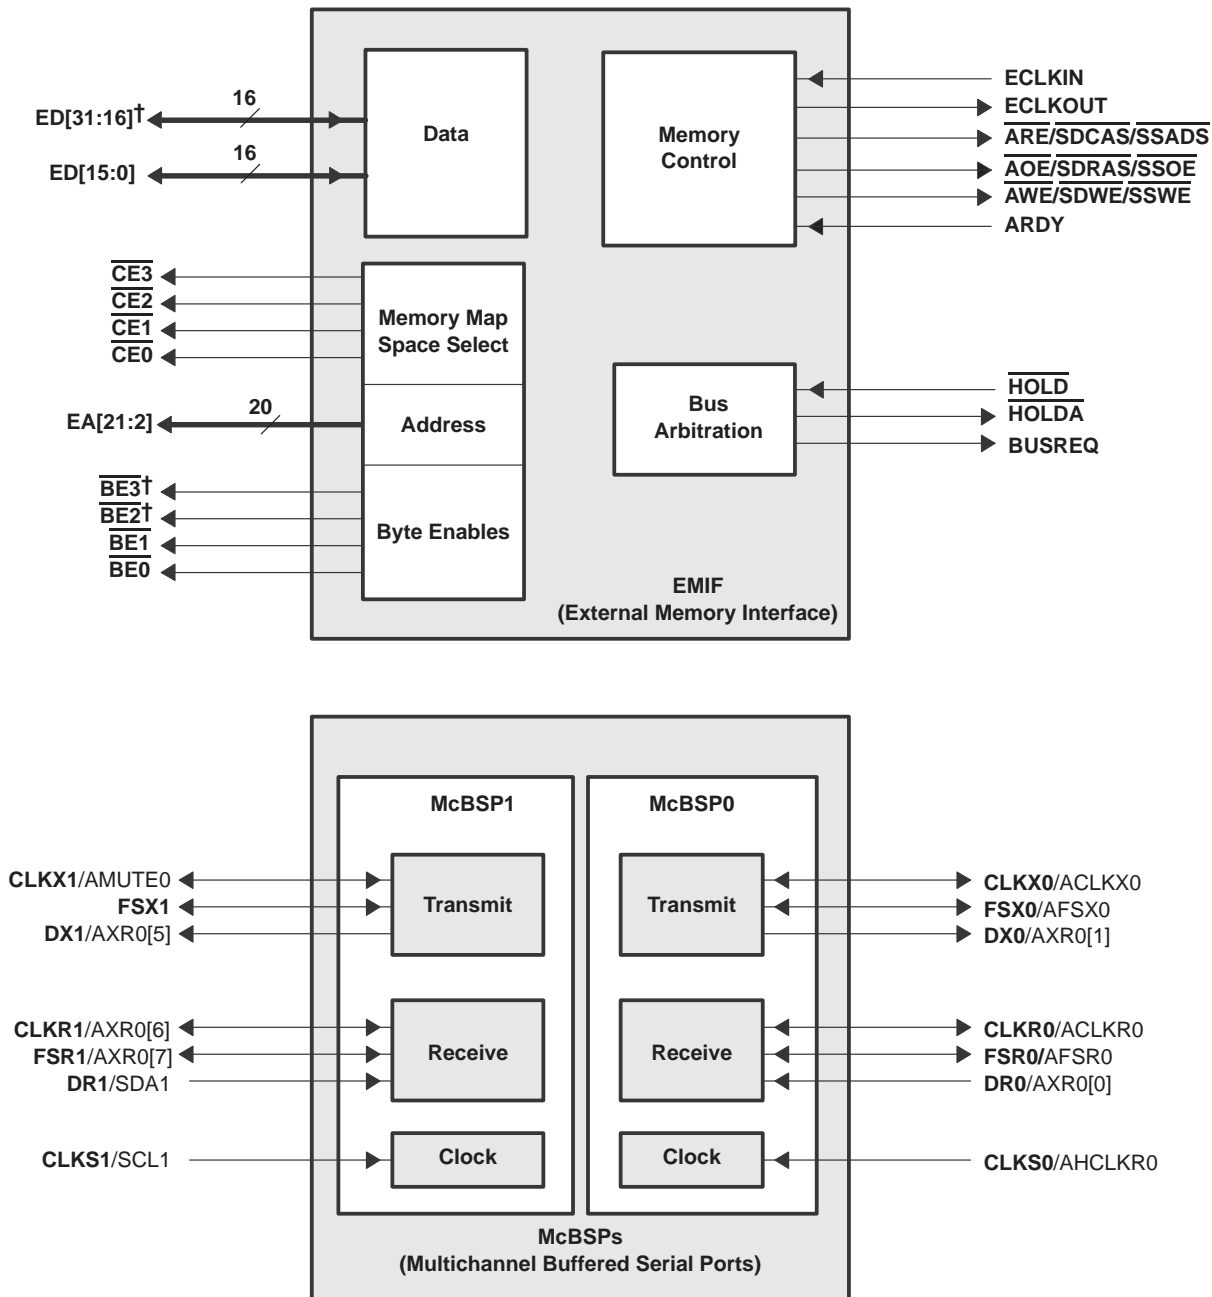 ED[31:16]†
16
ED[15:0]
16
Data
Memory
Control
ECLKIN
ECLKOUT
ARE/SDCAS/SSADS
AOE/SDRAS/SSOE
AWE/SDWE/SSWE
ARDY
CE3
CE2
CE1
CE0
Memory Map
Space Select
EA[21:2]
20
Address
BE3†
BE2†
BE1
BE0
Byte Enables
Bus
Arbitration
HOLD
HOLDA
BUSREQ
EMIF
(External Memory Interface)
McBSP1
McBSP0
CLKX1/AMUTE0
FSX1
DX1/AXR0[5]
Transmit
Transmit
CLKX0/ACLKX0
FSX0/AFSX0
DX0/AXR0[1]
CLKR1/AXR0[6]
FSR1/AXR0[7]
DR1/SDA1
Receive
Receive
CLKR0/ACLKR0
FSR0/AFSR0
DR0/AXR0[0]
CLKS1/SCL1
Clock
Clock
CLKS0/AHCLKR0
McBSPs
(Multichannel Buffered Serial Ports)